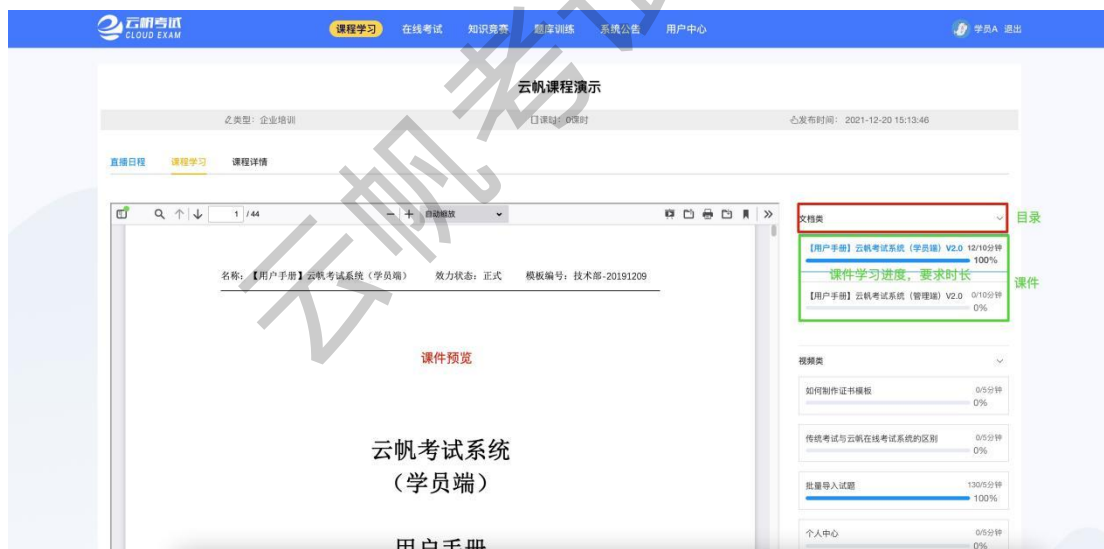 云帆考试
CLOUD EXAM
课程学习 在线考试 知识竞赛 题库训练 系统公告 用户中心 学员A 退出
云帆课程演示
类型：企业培训 课时：0课时 发布时间： 2021-12-20 15:13:46
直播日程 课程学习 课程详情
1 / 44 自动缩放
文档类 目录
【用户手册】云帆考试系统（学员端）V2.0 12/10分钟
100%
课件学习进度，要求时长
课件
【用户手册】云帆考试系统（管理端）V2.0 0/10分钟
0%
名称：【用户手册】云帆考试系统（学员端） 效力状态：正式 模板编号：技术部-20191209
课件预览
云帆考试系统
（学员端）
用户手册
视频类
如何制作证书模板 0/5分钟
0%
传统考试与云帆在线考试系统的区别 0/5分钟
0%
批量导入试题 130/5分钟
100%
个人中心 0/5分钟
0%
云帆考试